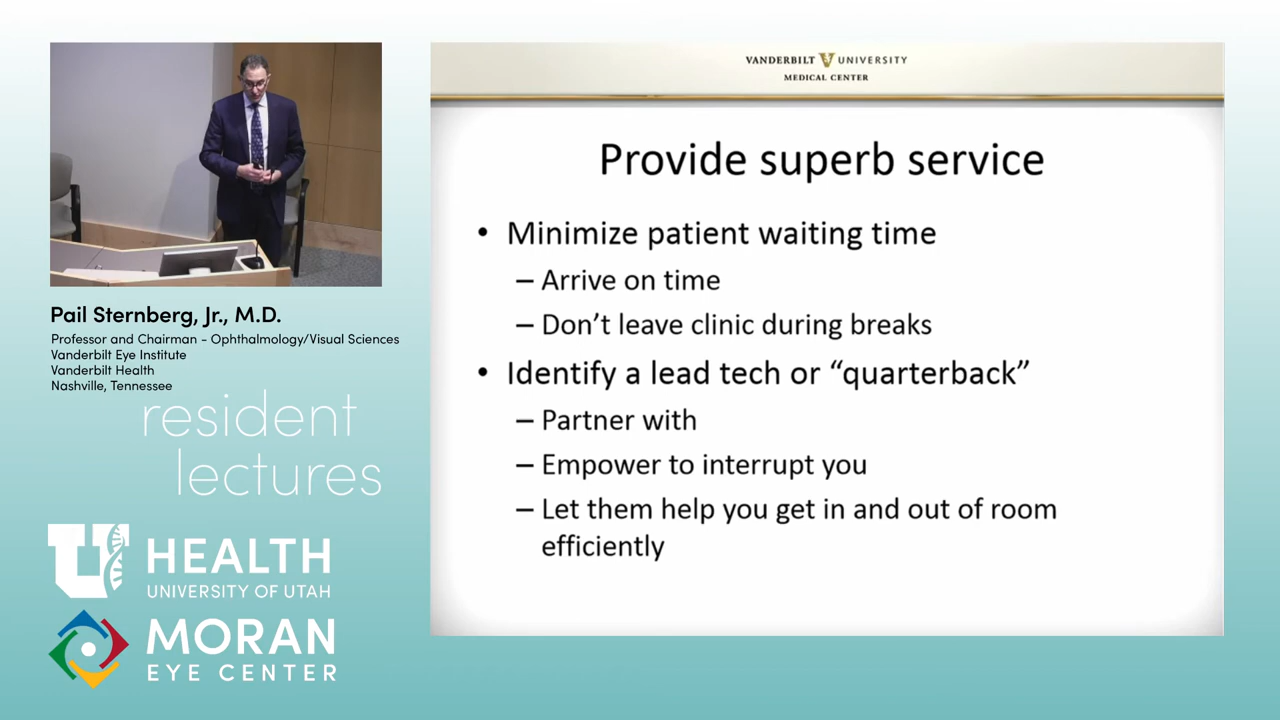 Pail Sternberg, Jr., M.D.
Professor and Chairman - Ophthalmology/Visual Sciences
Vanderbilt Eye Institute
Vanderbilt Health
Nashville, Tennessee
resident
lectures
U
HEALTH
UNIVERSITY OF UTAH
MORAN
EYE CENTER
VANDERBILT V UNIVERSITY
MEDICAL CENTER
Provide superb service
• Minimize patient waiting time
– Arrive on time
– Don’t leave clinic during breaks
• Identify a lead tech or “quarterback”
– Partner with
– Empower to interrupt you
– Let them help you get in and out of room
efficiently